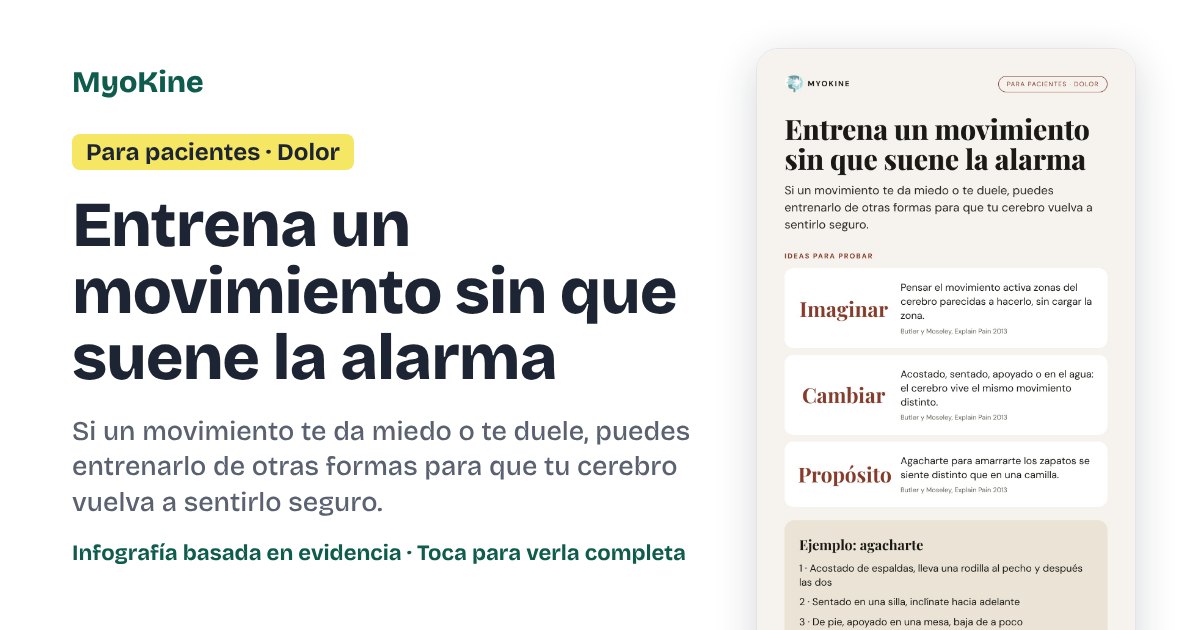 MyoKine
Para pacientes · Dolor
Entrena un
movimiento sin que
suene la alarma
Si un movimiento te da miedo o te duele, puedes
entrenarlo de otras formas para que tu cerebro
vuelva a sentirlo seguro.
Infografía basada en evidencia · Toca para verla completa
MYOKINE
PARA PACIENTES · DOLOR
Entrena un movimiento
sin que suene la alarma
Si un movimiento te da miedo o te duele, puedes
entrenarlo de otras formas para que tu cerebro vuelva a
sentirlo seguro.
IDEAS PARA PROBAR
Imaginar
Pensar el movimiento activa zonas del
cerebro parecidas a hacerlo, sin cargar la
zona.
Butler y Moseley, Explain Pain 2013
Cambiar
Acostado, sentado, apoyado o en el agua:
el cerebro vive el mismo movimiento
distinto.
Butler y Moseley, Explain Pain 2013
Propósito
Agacharte para amarrarte los zapatos se
siente distinto que en una camilla.
Butler y Moseley, Explain Pain 2013
Ejemplo: agacharte
1 · Acostado de espaldas, lleva una rodilla al pecho y después
las dos
2 · Sentado en una silla, inclínate hacia adelante
3 · De pie, apoyado en una mesa, baja de a poco